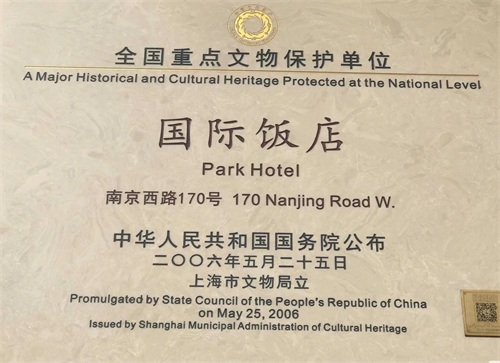 全国重点文物保护单位
A Major Historical and Cultural Heritage Protected at the National Level
国际饭店
Park Hotel
南京西路170号 170 Nanjing Road W.
中华人民共和国国务院公布
二〇〇六年五月二十五日
上海市文物局立
Promulgated by State Council of the People's Republic of China
on May 25, 2006
Issued by Shanghai Municipal Administration of Cultural Heritage